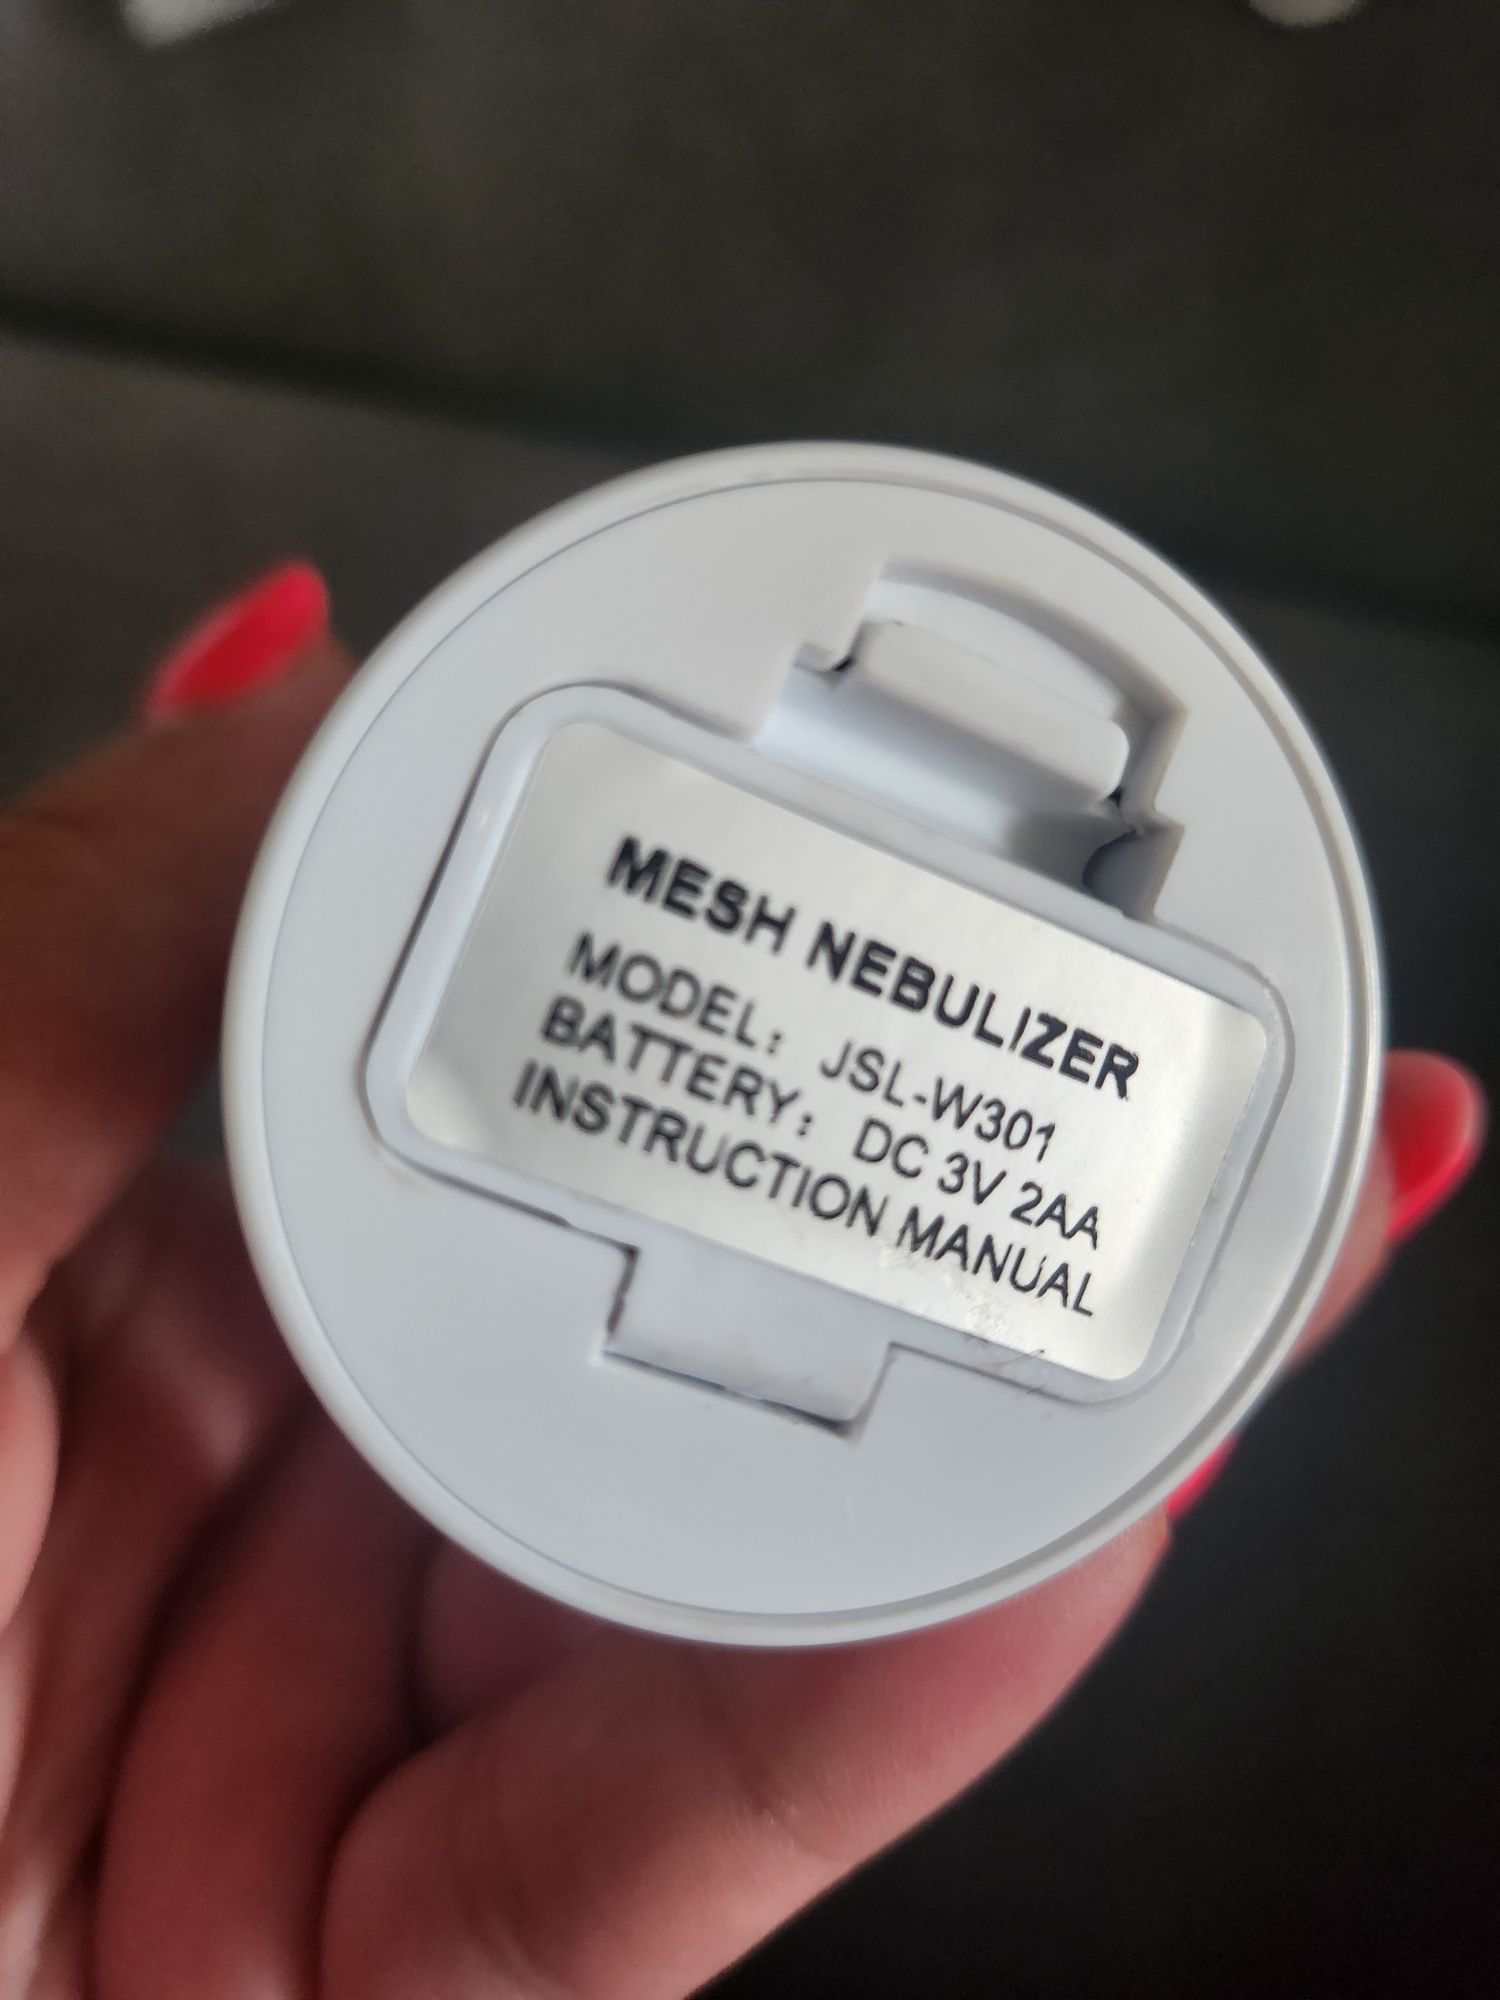 MESH NEBULIZER
MODEL: JSL-W301
BATTERY: DC 3V 2AA
INSTRUCTION MANUAL